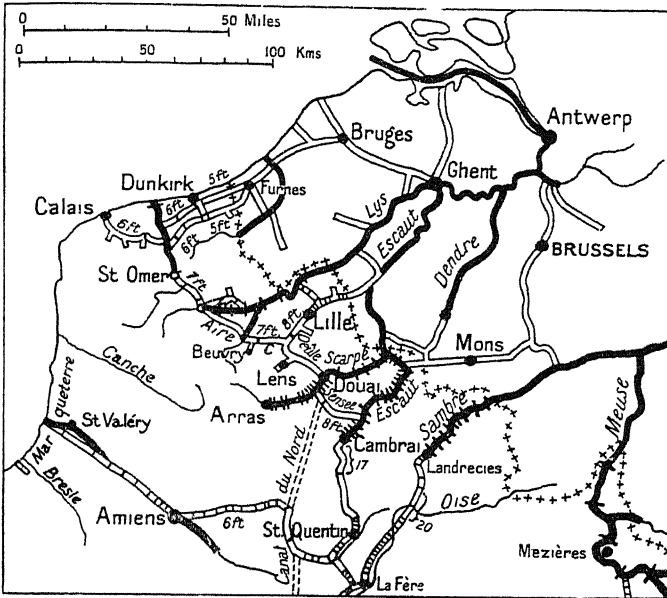 0 50 Miles
0 50 100 Kms
Antwerp
Bruges
Ghent
Dunkirk
5ft
Furnes
Calais
6ft
6ft
6ft
5ft
Lys
Escaut
Dendre
BRUSSELS
St Omer
7ft
Aire
7ft
8ft
Lille
Beuvry
C
Mons
Canche
Lens
Scarpe
Douai
Sensée
8ft
Escaut
Arras
Sambre
Meuse
Marqueterre
St Valéry
Cambrai
17
Landrecies
Bresle
du Nord
Canal
Oise
20
Amiens
6ft
St. Quentin
Mezières
La Fère